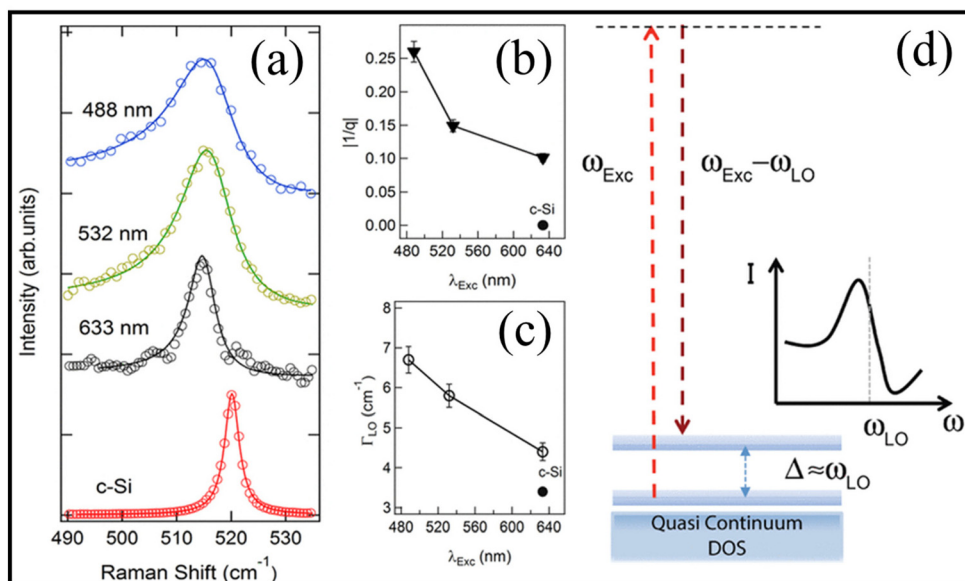 (a)
488 nm
532 nm
633 nm
c-Si
Intensity (arb.units)
490 500 510 520 530
Raman Shift (cm⁻¹)
(b)
0.25
0.20
0.15
0.10
0.05
0.00
|1/q|
c-Si
480 520 560 600 640
λExc (nm)
(c)
8
7
6
5
4
3
ΓLO (cm⁻¹)
c-Si
480 520 560 600 640
λExc (nm)
(d)
ωExc
ωExc−ωLO
I
ωLO
ω
Δ≈ωLO
Quasi Continuum
DOS